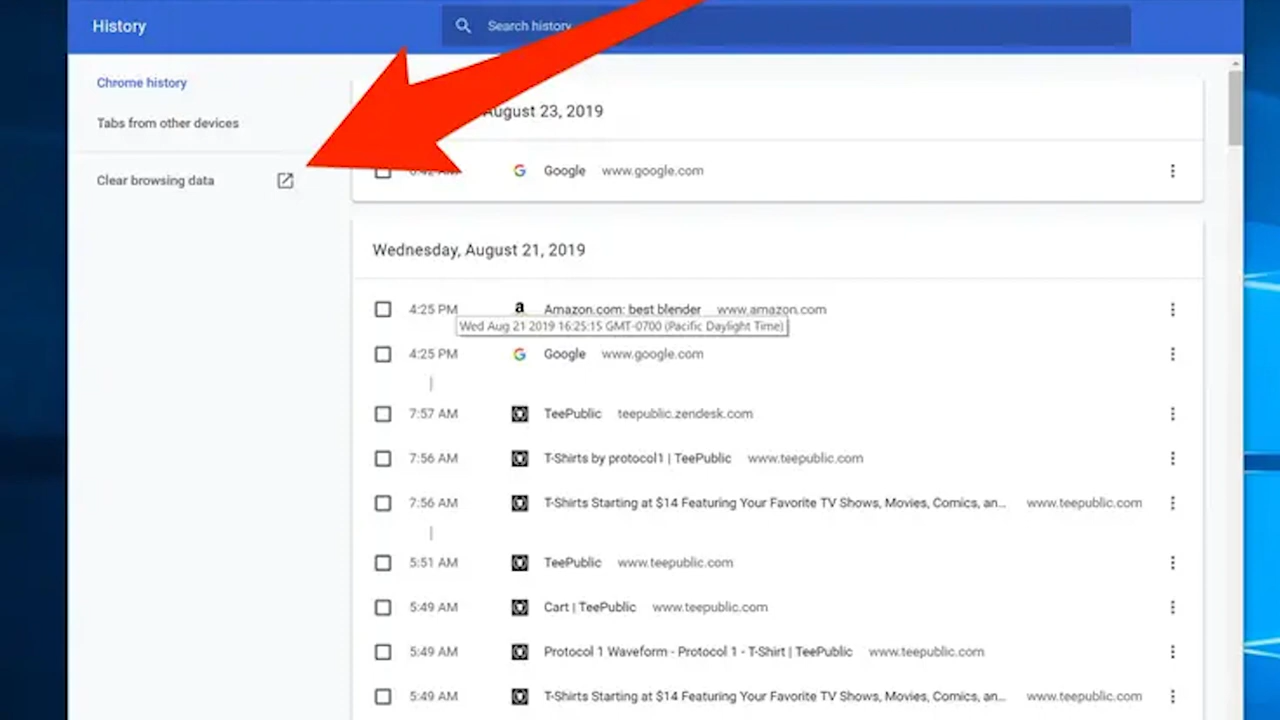 History
Search history
Chrome history
Tabs from other devices
Clear browsing data
August 23, 2019
Google www.google.com
Wednesday, August 21, 2019
4:25 PM a Amazon.com: best blender www.amazon.com
Wed Aug 21 2019 16:25:15 GMT-0700 (Pacific Daylight Time)
4:25 PM G Google www.google.com
7:57 AM TeePublic teepublic.zendesk.com
7:56 AM T-Shirts by protocol1 | TeePublic www.teepublic.com
7:56 AM T-Shirts Starting at $14 Featuring Your Favorite TV Shows, Movies, Comics, an... www.teepublic.com
5:51 AM TeePublic www.teepublic.com
5:49 AM Cart | TeePublic www.teepublic.com
5:49 AM Protocol 1 Waveform - Protocol 1 - T-Shirt | TeePublic www.teepublic.com
5:49 AM T-Shirts Starting at $14 Featuring Your Favorite TV Shows, Movies, Comics, an... www.teepublic.com